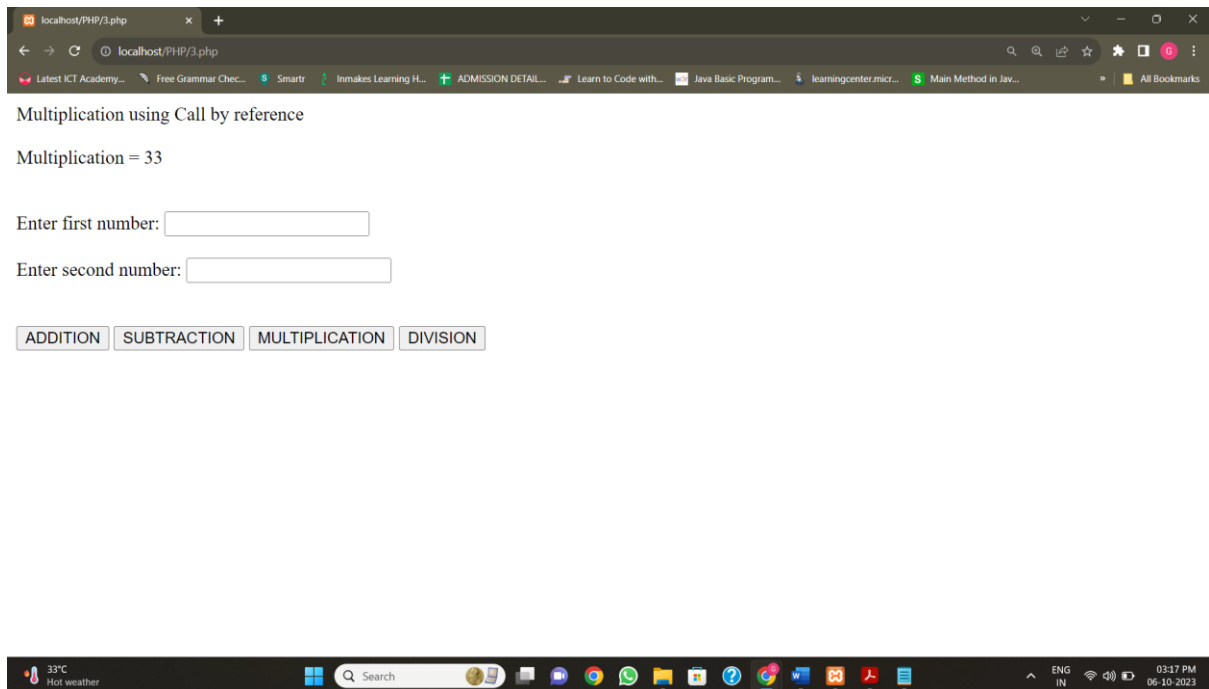 localhost/PHP/3.php
localhost/PHP/3.php
Latest ICT Academy... Free Grammar Chec... S Smartr Inmakes Learning H... ADMISSION DETAIL... Learn to Code with... Java Basic Program... learningcenter.micr... S Main Method in Jav... » All Bookmarks
Multiplication using Call by reference
Multiplication = 33
Enter first number:
Enter second number:
ADDITION SUBTRACTION MULTIPLICATION DIVISION
33°C
Hot weather
Search
ENG
IN
03:17 PM
06-10-2023